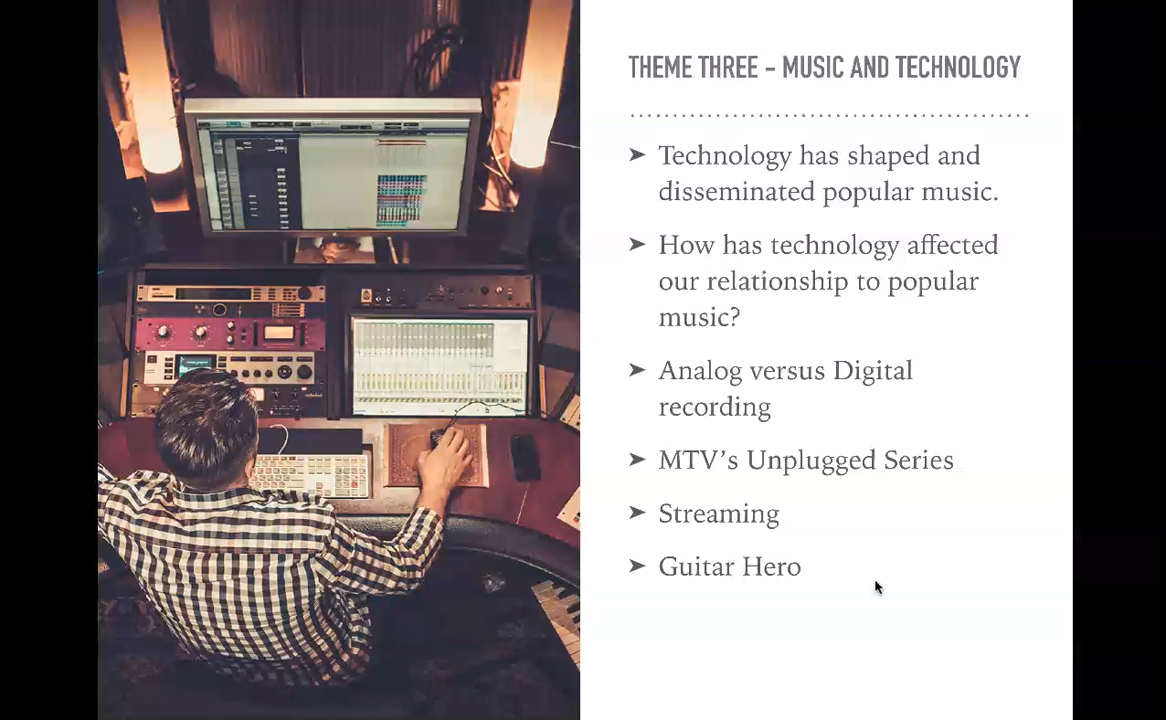 THEME THREE - MUSIC AND TECHNOLOGY
➤ Technology has shaped and
disseminated popular music.
➤ How has technology affected
our relationship to popular
music?
➤ Analog versus Digital
recording
➤ MTV’s Unplugged Series
➤ Streaming
➤ Guitar Hero